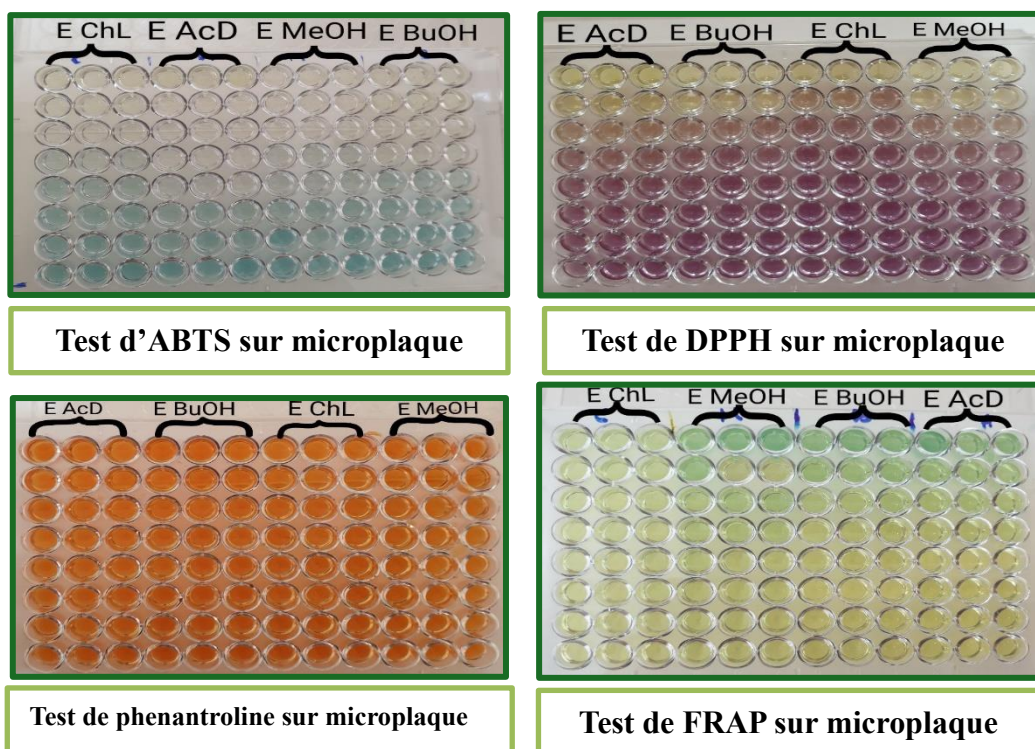 E ChL E AcD E MeOH E BuOH
E AcD E BuOH E ChL E MeOH
Test d’ABTS sur microplaque
Test de DPPH sur microplaque
E AcD E BuOH E ChL E MeOH
E ChL E MeOH E BuOH E AcD
Test de phenantroline sur microplaque
Test de FRAP sur microplaque